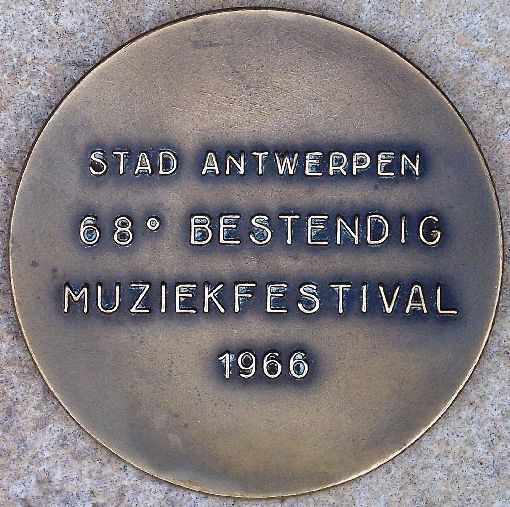 STAD ANTWERPEN
68° BESTENDIG
MUZIEKFESTIVAL
1966